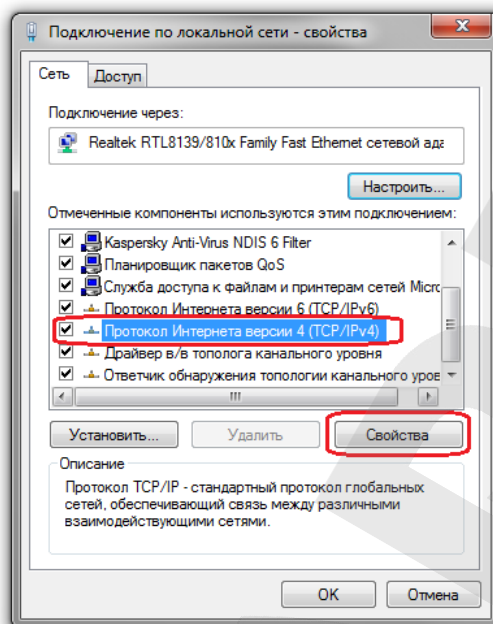 Подключение по локальной сети - свойства
Сеть
Доступ
Подключение через:
Realtek RTL8139/810x Family Fast Ethernet сетевой ада
Настроить...
Отмеченные компоненты используются этим подключением:
Kaspersky Anti-Virus NDIS 6 Filter
Планировщик пакетов QoS
Служба доступа к файлам и принтерам сетей Micro
Протокол Интернета версии 6 (TCP/IPv6)
Протокол Интернета версии 4 (TCP/IPv4)
Драйвер в/в тополога канального уровня
Ответчик обнаружения топологии канального уров
Установить...
Удалить
Свойства
Описание
Протокол TCP/IP - стандартный протокол глобальных
сетей, обеспечивающий связь между различными
взаимодействующими сетями.
OK
Отмена